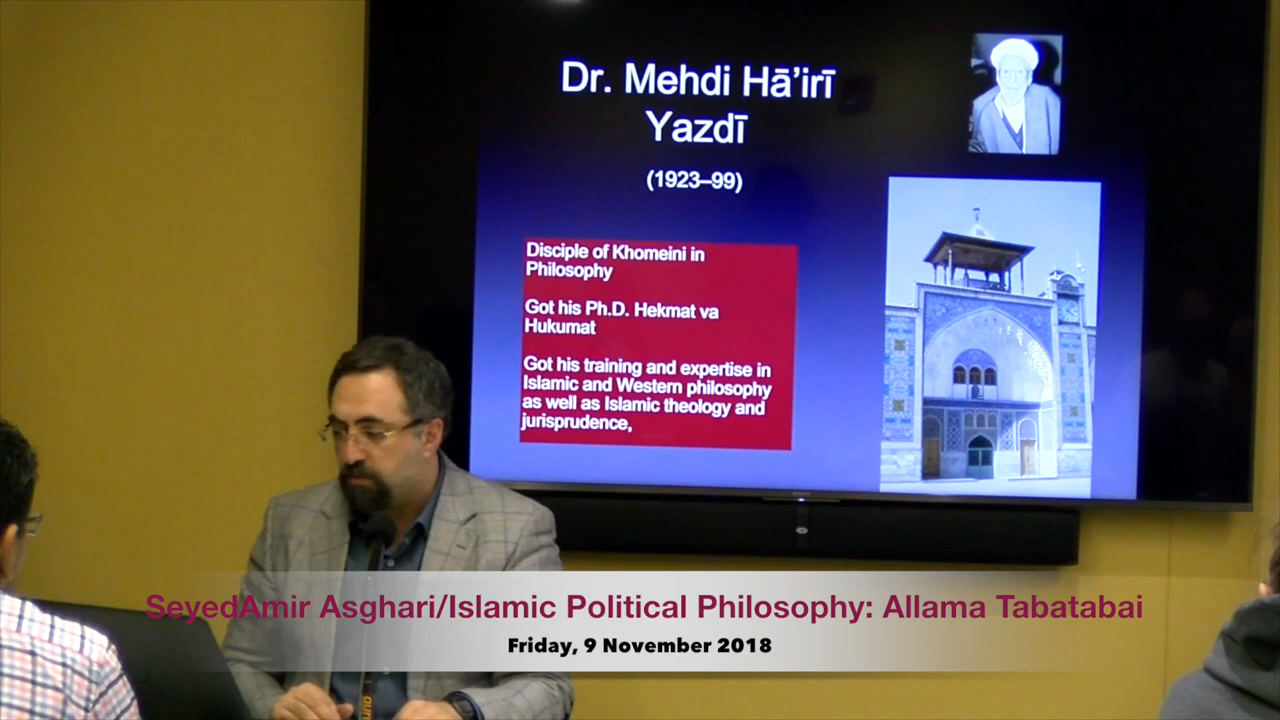 Dr. Mehdi Hā’irī
Yazdī
(1923–99)
Disciple of Khomeini in
Philosophy
Got his Ph.D. Hekmat va
Hukumat
Got his training and expertise in
Islamic and Western philosophy
as well as Islamic theology and
jurisprudence,
SeyedAmir Asghari/Islamic Political Philosophy: Allama Tabatabai
Friday, 9 November 2018